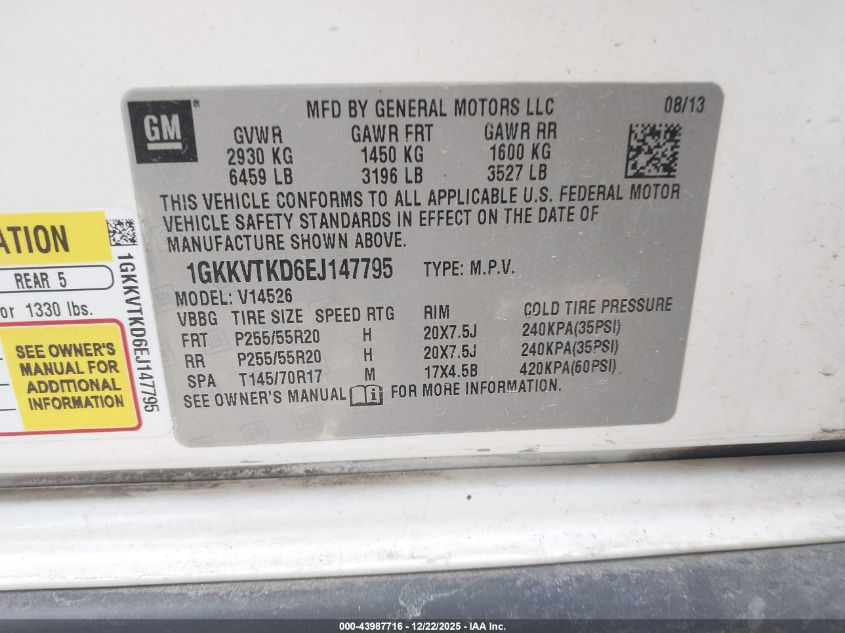 GM
MFD BY GENERAL MOTORS LLC 08/13
GVWR GAWR FRT GAWR RR
2930 KG 1450 KG 1600 KG
6459 LB 3196 LB 3527 LB
THIS VEHICLE CONFORMS TO ALL APPLICABLE U.S. FEDERAL MOTOR
VEHICLE SAFETY STANDARDS IN EFFECT ON THE DATE OF
MANUFACTURE SHOWN ABOVE.
1GKKVTKD6EJ147795 TYPE: M.P.V.
MODEL: V14526
VBBG TIRE SIZE SPEED RTG RIM COLD TIRE PRESSURE
FRT P255/55R20 H 20X7.5J 240KPA(35PSI)
RR P255/55R20 H 20X7.5J 240KPA(35PSI)
SPA T145/70R17 M 17X4.5B 420KPA(60PSI)
SEE OWNER'S MANUAL FOR MORE INFORMATION.
REAR 5
1330 lbs.
SEE OWNER'S
MANUAL FOR
ADDITIONAL
INFORMATION
1GKKVTKD6EJ147795
000-43987716 - 12/22/2025 - IAA Inc.